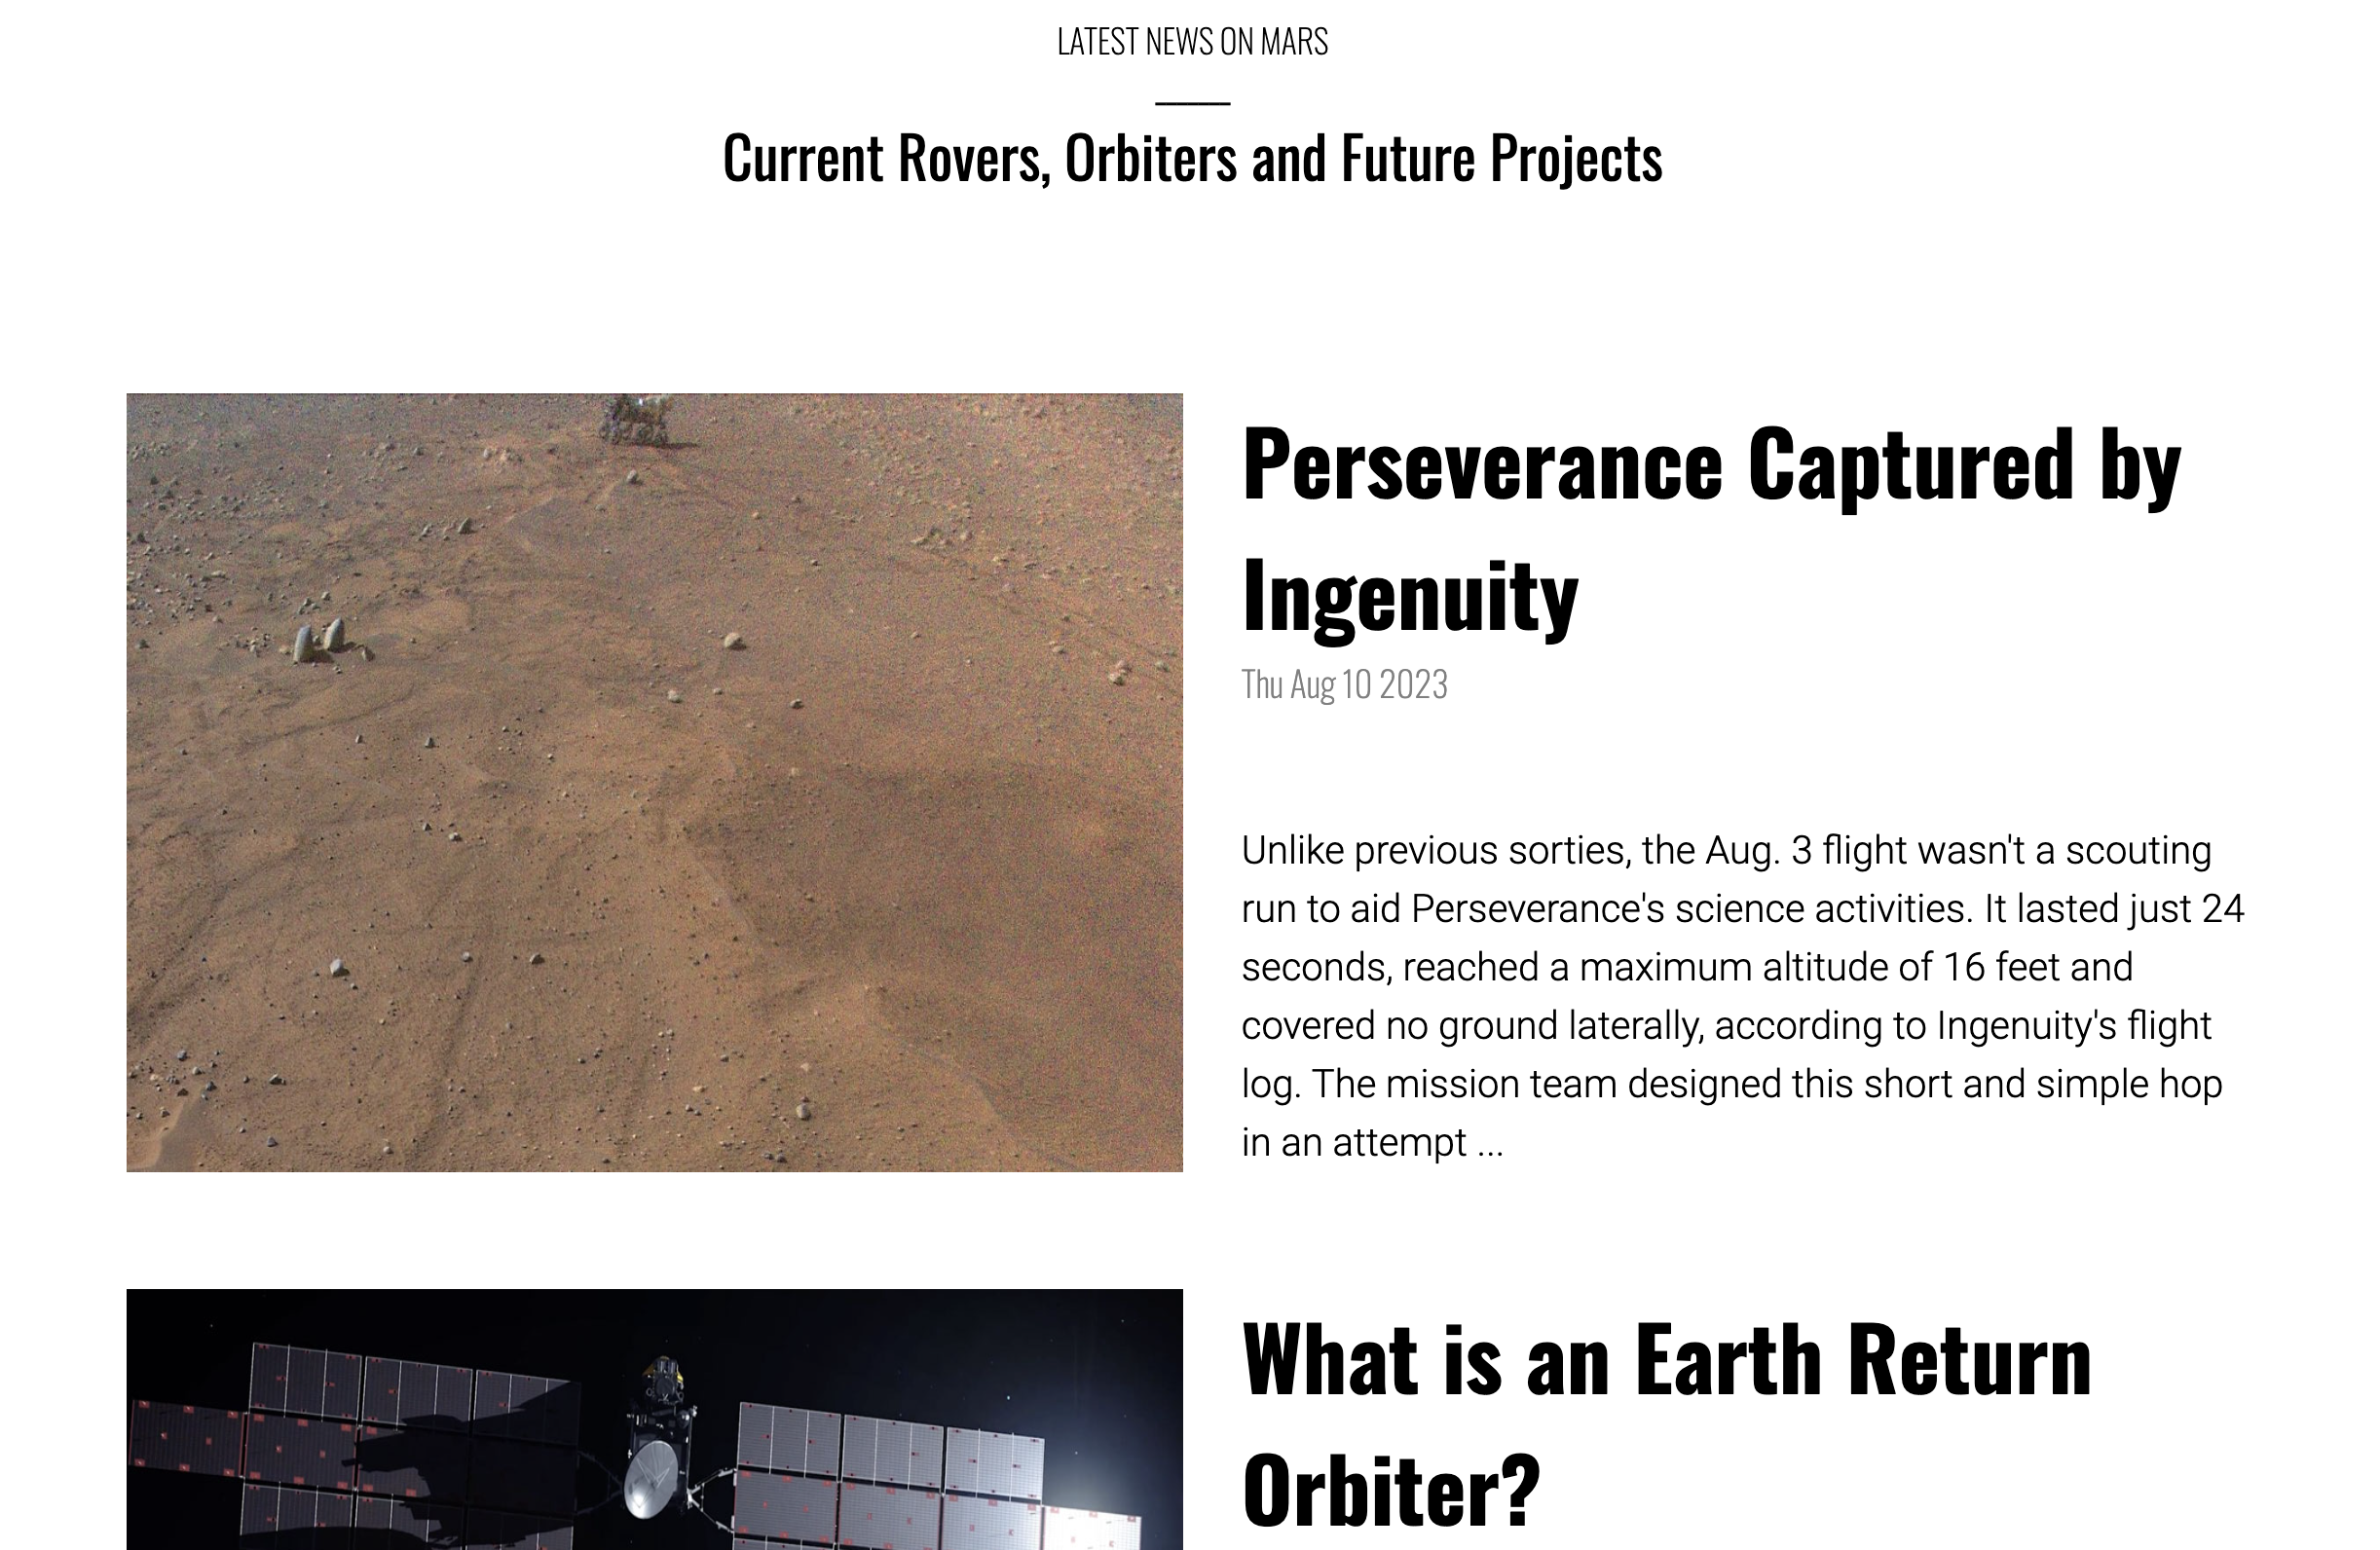 LATEST NEWS ON MARS
Current Rovers, Orbiters and Future Projects
Perseverance Captured by
Ingenuity
Thu Aug 10 2023
Unlike previous sorties, the Aug. 3 flight wasn't a scouting
run to aid Perseverance's science activities. It lasted just 24
seconds, reached a maximum altitude of 16 feet and
covered no ground laterally, according to Ingenuity's flight
log. The mission team designed this short and simple hop
in an attempt ...
What is an Earth Return
Orbiter?